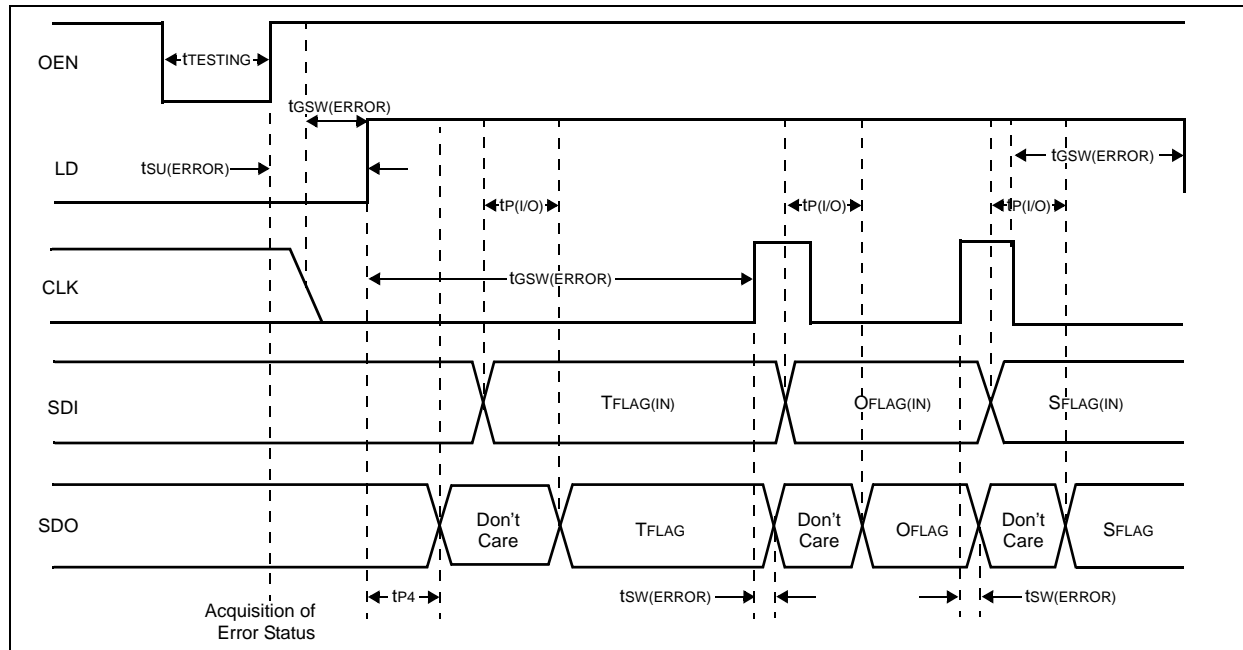 OEN
tTESTING
tGSW(ERROR)
LD
tSU(ERROR)
tGSW(ERROR)
tP(I/O)
tP(I/O)
tP(I/O)
CLK
tGSW(ERROR)
SDI
TFLAG(IN)
OFLAG(IN)
SFLAG(IN)
SDO
Don't
Care
TFLAG
Don't
Care
OFLAG
Don't
Care
SFLAG
tP4
tSW(ERROR)
tSW(ERROR)
Acquisition of
Error Status